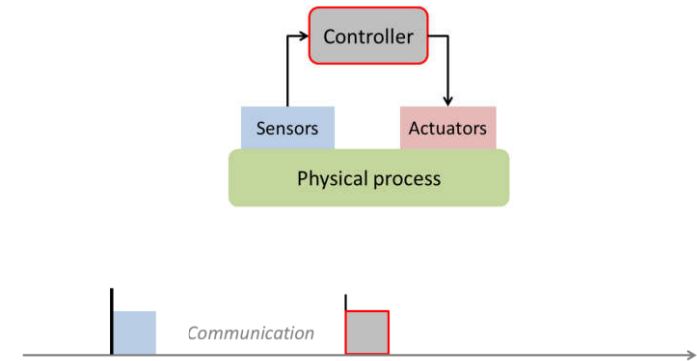 Controller
Sensors
Actuators
Physical process
Communication